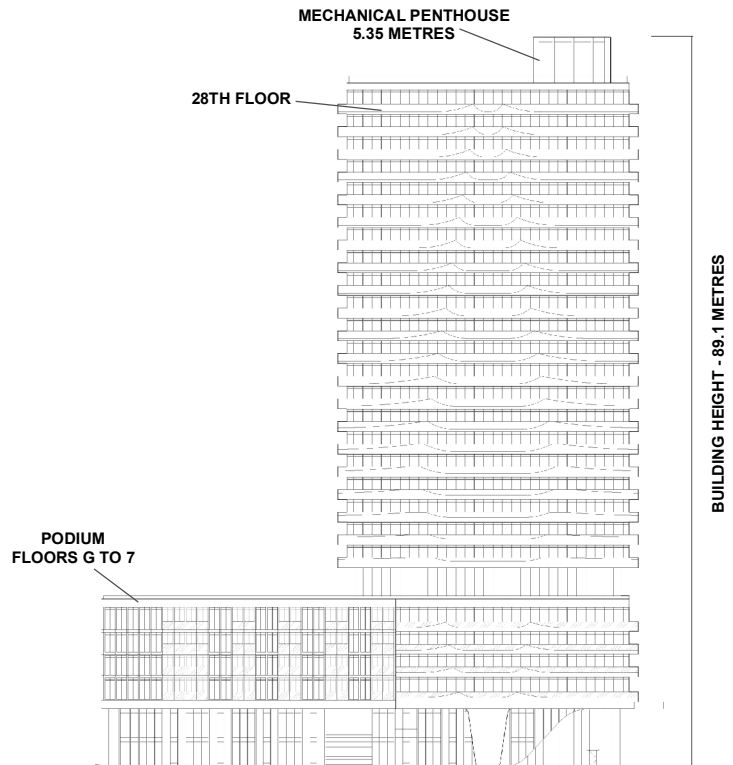 MECHANICAL PENTHOUSE
5.35 METRES
28TH FLOOR
BUILDING HEIGHT - 89.1 METRES
PODIUM
FLOORS G TO 7